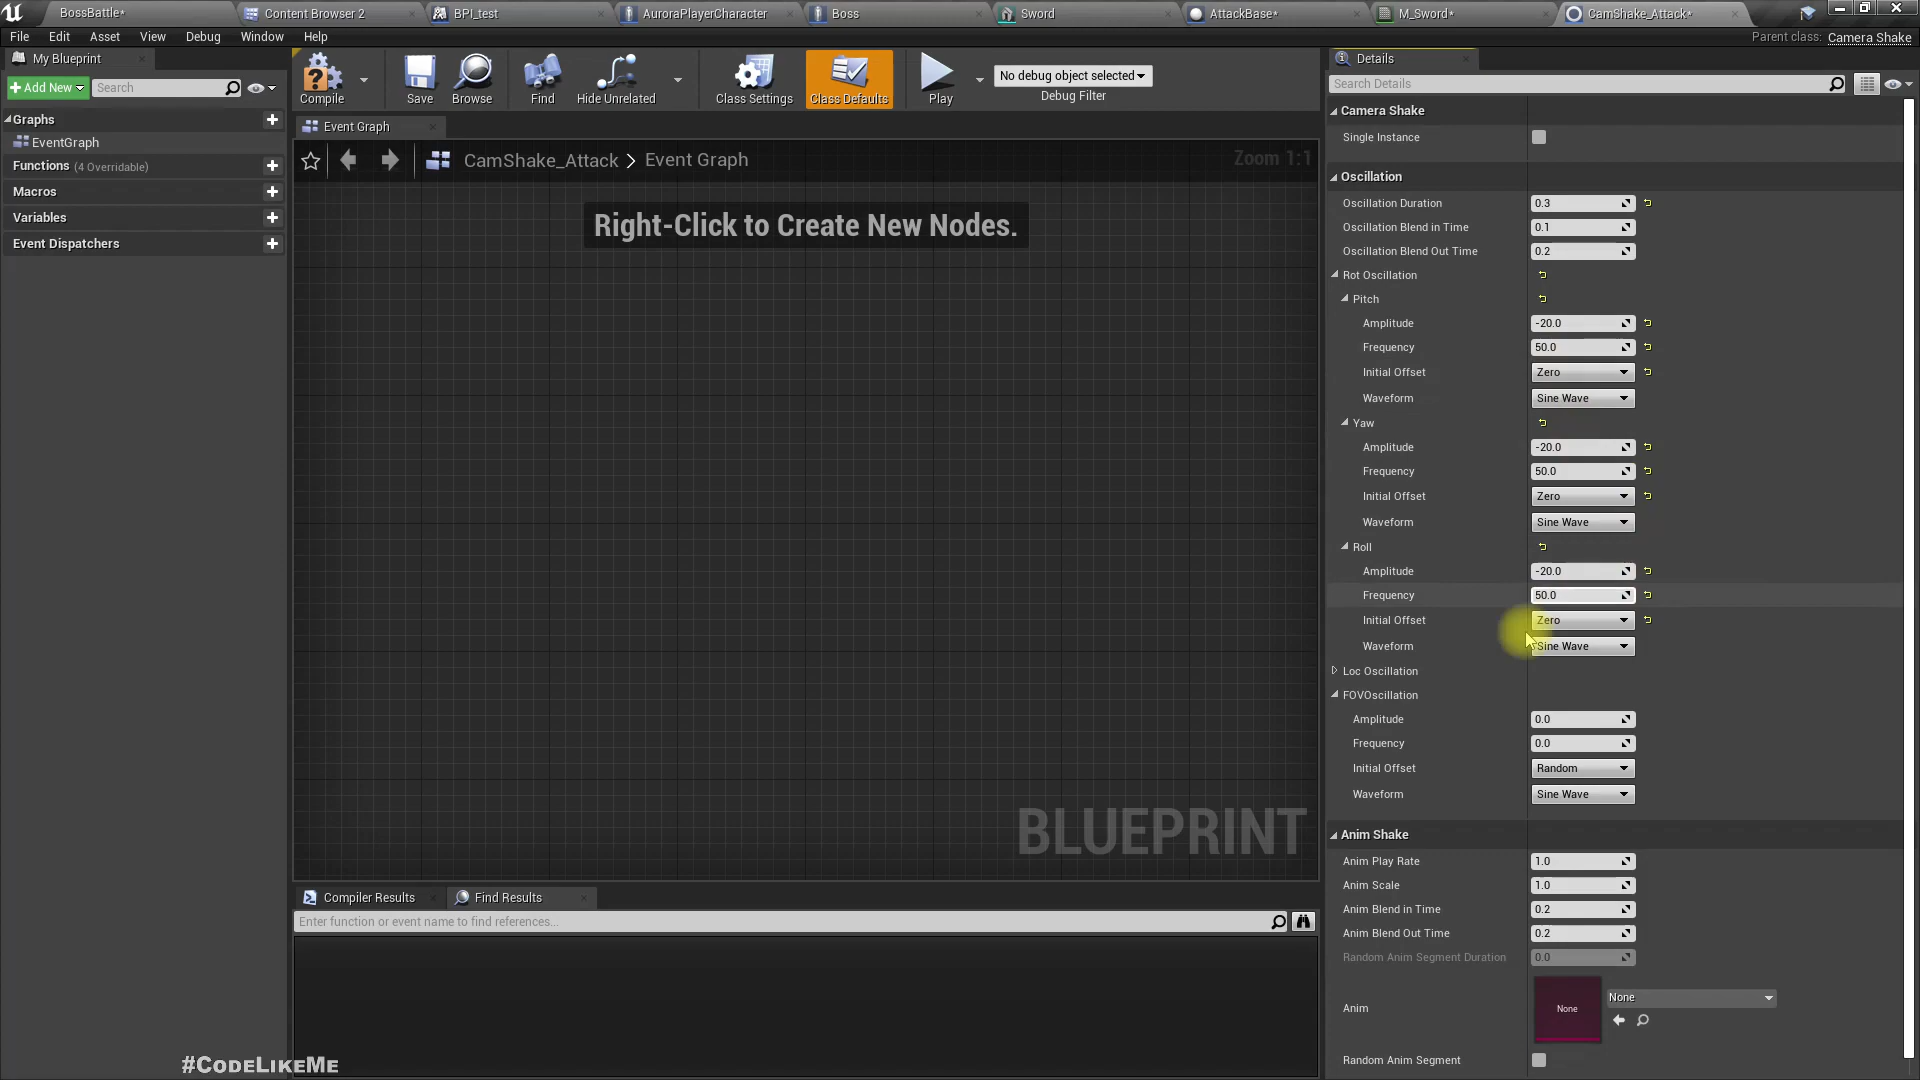 BossBattle*
Content Browser 2
BPI_test
AuroraPlayerCharacter
Boss
Sword
AttackBase*
M_Sword*
CamShake_Attack*
File Edit Asset View Debug Window Help
Parent class: Camera Shake
My Blueprint
Add New
Search
Graphs
EventGraph
Functions (4 Overridable)
Macros
Variables
Event Dispatchers
Compile
Save
Browse
Find
Hide Unrelated
Class Settings
Class Defaults
Play
No debug object selected
Debug Filter
Event Graph
CamShake_Attack > Event Graph
Zoom 1:1
Right-Click to Create New Nodes.
BLUEPRINT
Compiler Results
Find Results
Enter function or event name to find references...
#CodeLikeMe
Details
Search Details
Camera Shake
Single Instance
Oscillation
Oscillation Duration 0.3
Oscillation Blend in Time 0.1
Oscillation Blend Out Time 0.2
Rot Oscillation
Pitch
Amplitude -20.0
Frequency 50.0
Initial Offset Zero
Waveform Sine Wave
Yaw
Amplitude -20.0
Frequency 50.0
Initial Offset Zero
Waveform Sine Wave
Roll
Amplitude -20.0
Frequency 50.0
Initial Offset Zero
Waveform Sine Wave
Loc Oscillation
FOVOscillation
Amplitude 0.0
Frequency 0.0
Initial Offset Random
Waveform Sine Wave
Anim Shake
Anim Play Rate 1.0
Anim Scale 1.0
Anim Blend in Time 0.2
Anim Blend Out Time 0.2
Random Anim Segment Duration 0.0
Anim None None
Random Anim Segment